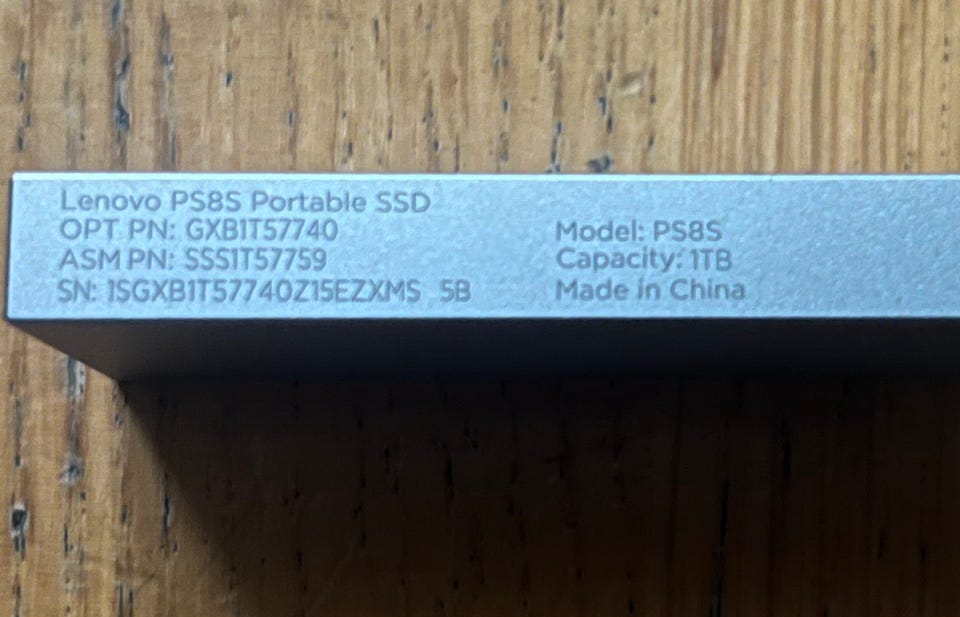 Lenovo PS8S Portable SSD
OPT PN: GXB1T57740
ASM PN: SSS1T57759
SN: 1SGXB1T57740Z15EZXMS 5B
Model: PS8S
Capacity: 1TB
Made in China